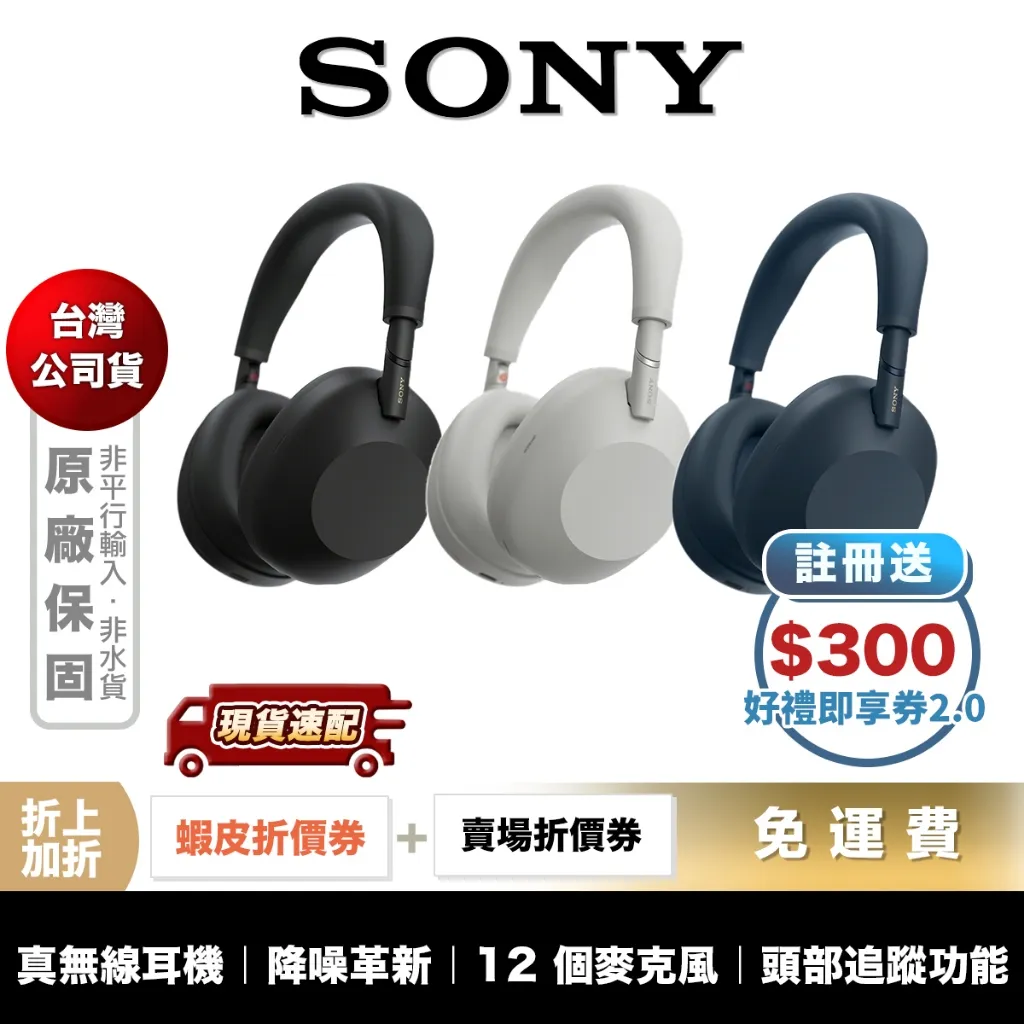 SONY
台灣
公司貨
原廠保固
非平行輸入．非水貨
SONY
SONY
SONY
註冊送
$300
好禮即享券2.0
現貨速配
折上
加折
蝦皮折價券
+
賣場折價券
免運費
真無線耳機｜降噪革新｜12 個麥克風｜頭部追蹤功能